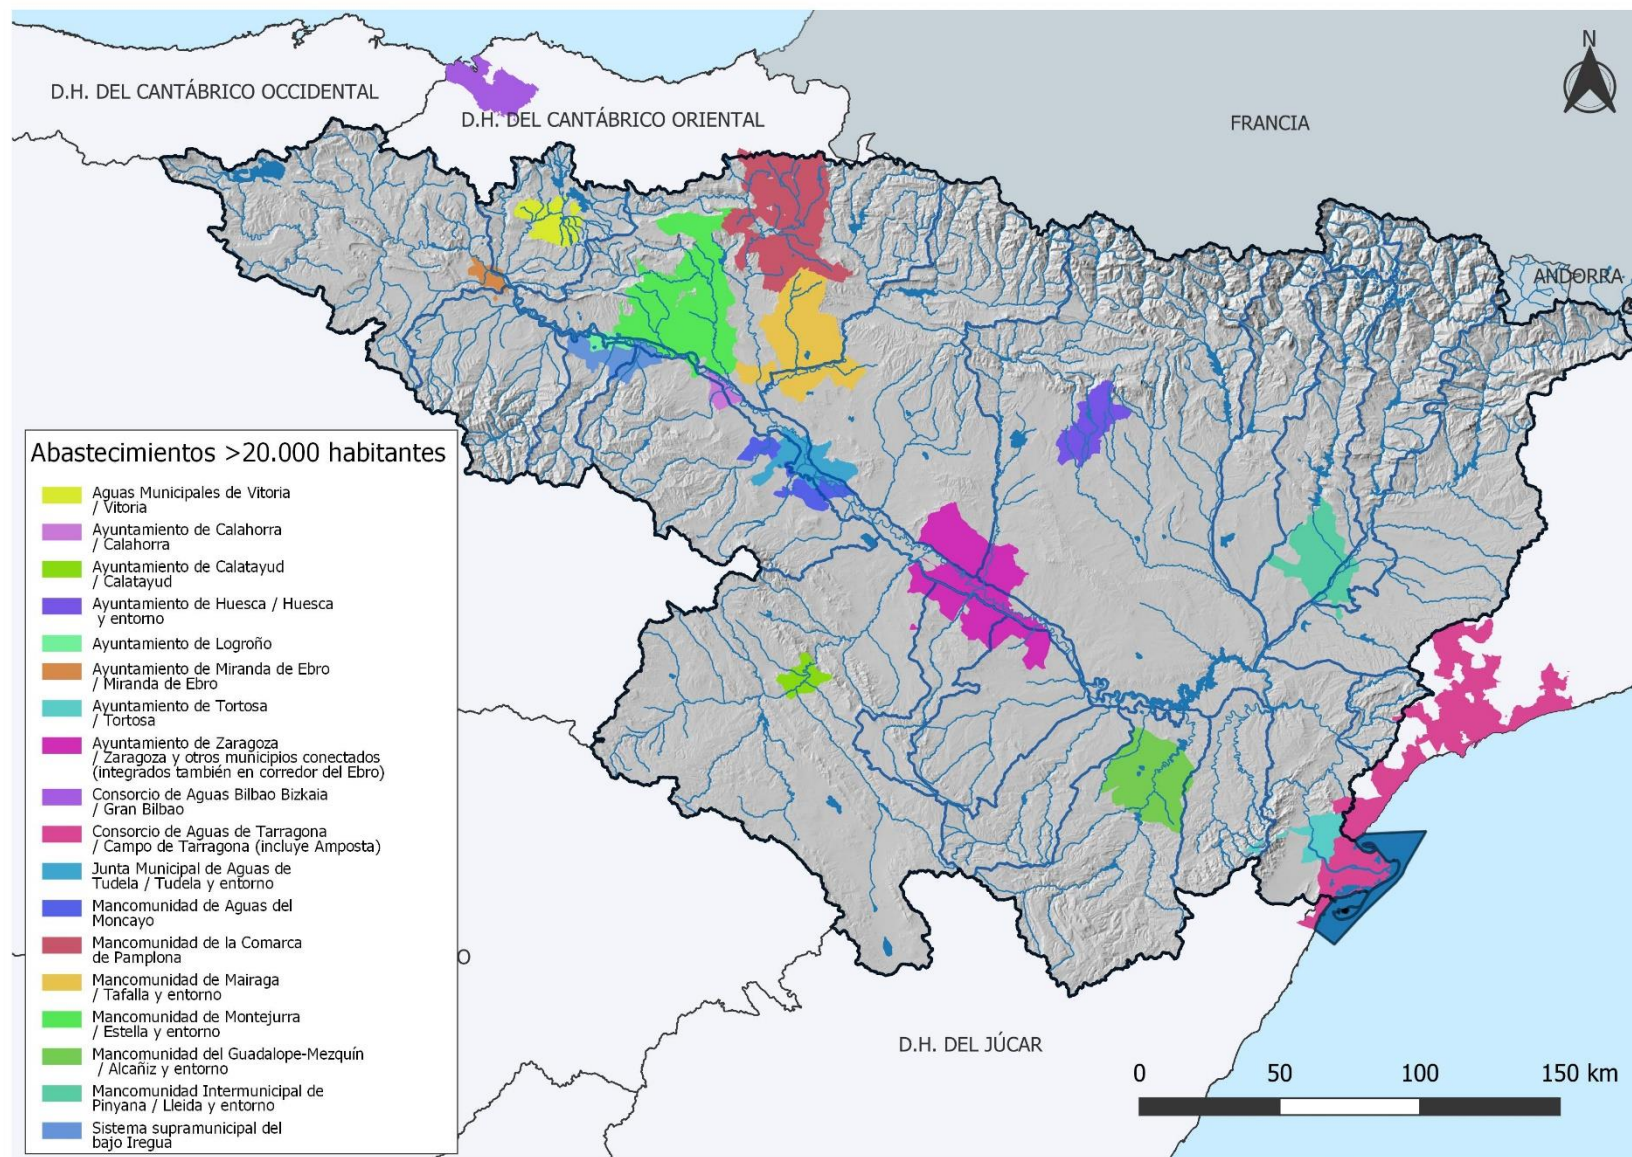 N
D.H. DEL CANTÁBRICO OCCIDENTAL
D.H. DEL CANTÁBRICO ORIENTAL
FRANCIA
ANDORRA
Abastecimientos >20.000 habitantes
Aguas Municipales de Vitoria
/ Vitoria
Ayuntamiento de Calahorra
/ Calahorra
Ayuntamiento de Calatayud
/ Calatayud
Ayuntamiento de Huesca / Huesca
y entorno
Ayuntamiento de Logroño
Ayuntamiento de Miranda de Ebro
/ Miranda de Ebro
Ayuntamiento de Tortosa
/ Tortosa
Ayuntamiento de Zaragoza
/ Zaragoza y otros municipios conectados
(integrados también en corredor del Ebro)
Consorcio de Aguas Bilbao Bizkaia
/ Gran Bilbao
Consorcio de Aguas de Tarragona
/ Campo de Tarragona (incluye Amposta)
Junta Municipal de Aguas de
Tudela / Tudela y entorno
Mancomunidad de Aguas del
Moncayo
Mancomunidad de la Comarca
de Pamplona
Mancomunidad de Mairaga
/ Tafalla y entorno
Mancomunidad de Montejurra
/ Estella y entorno
Mancomunidad del Guadalope-Mezquín
/ Alcañiz y entorno
Mancomunidad Intermunicipal de
Pinyana / Lleida y entorno
Sistema supramunicipal del
bajo Iregua
O
D.H. DEL JÚCAR
0 50 100 150 km